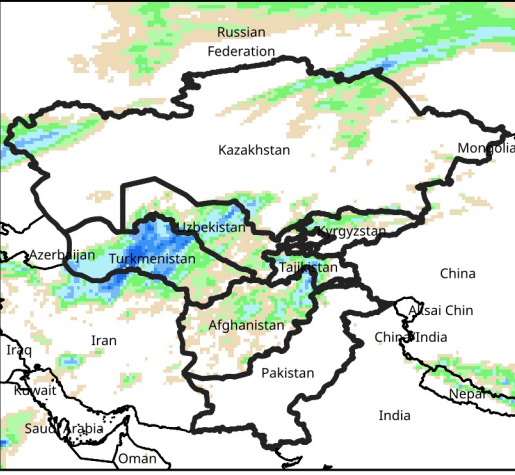 Russian
Federation
Kazakhstan
Mongolia
Uzbekistan
Kyrgyzstan
Azerbaijan
Turkmenistan
Tajikistan
China
Aksai Chin
Afghanistan
China/India
Iran
Iraq
Pakistan
Kuwait
Nepal
India
Saudi Arabia
Oman